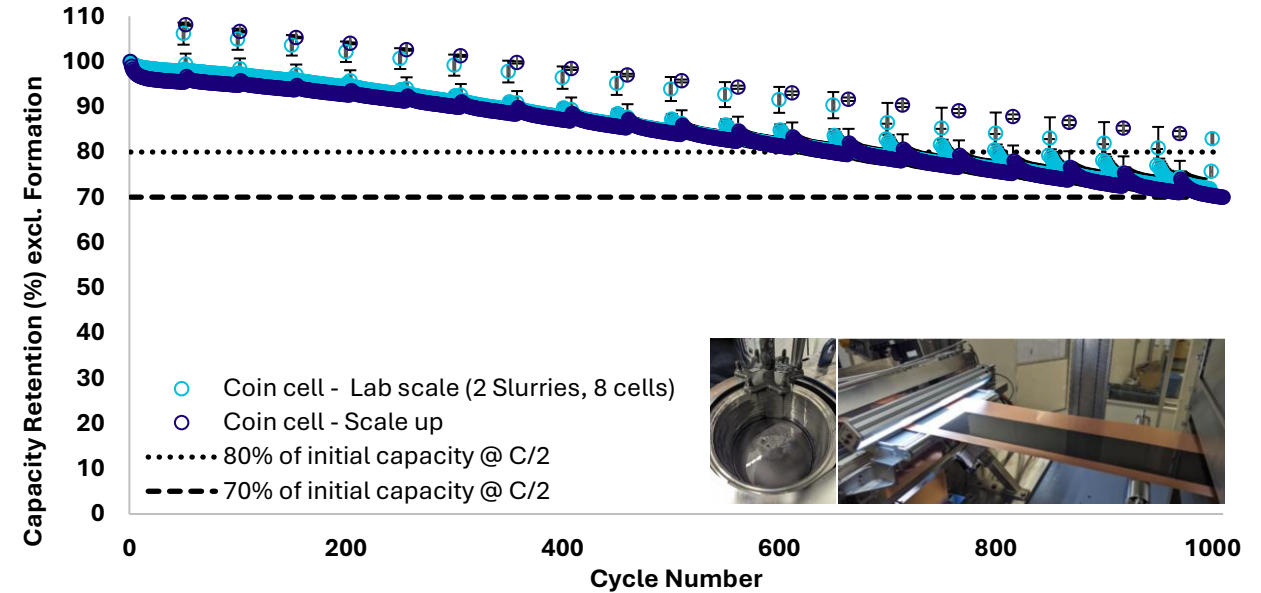 Capacity Retention (%) excl. Formation
110
100
90
80
70
60
50
40
30
20
10
0
Coin cell -  Lab scale (2 Slurries, 8 cells)
Coin cell - Scale up
80% of initial capacity @ C/2
70% of initial capacity @ C/2
0 200 400 600 800 1000
Cycle Number